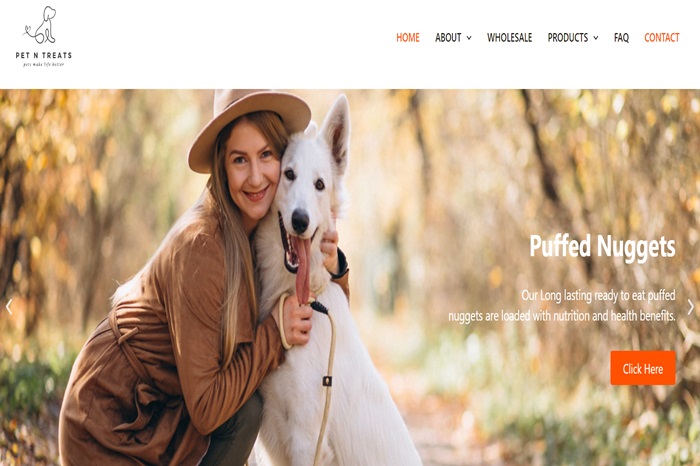 PET N TREATS
pets make life better
HOME ABOUT WHOLESALE PRODUCTS FAQ CONTACT
Puffed Nuggets
Our Long lasting ready to eat puffed
nuggets are loaded with nutrition and health benefits.
Click Here